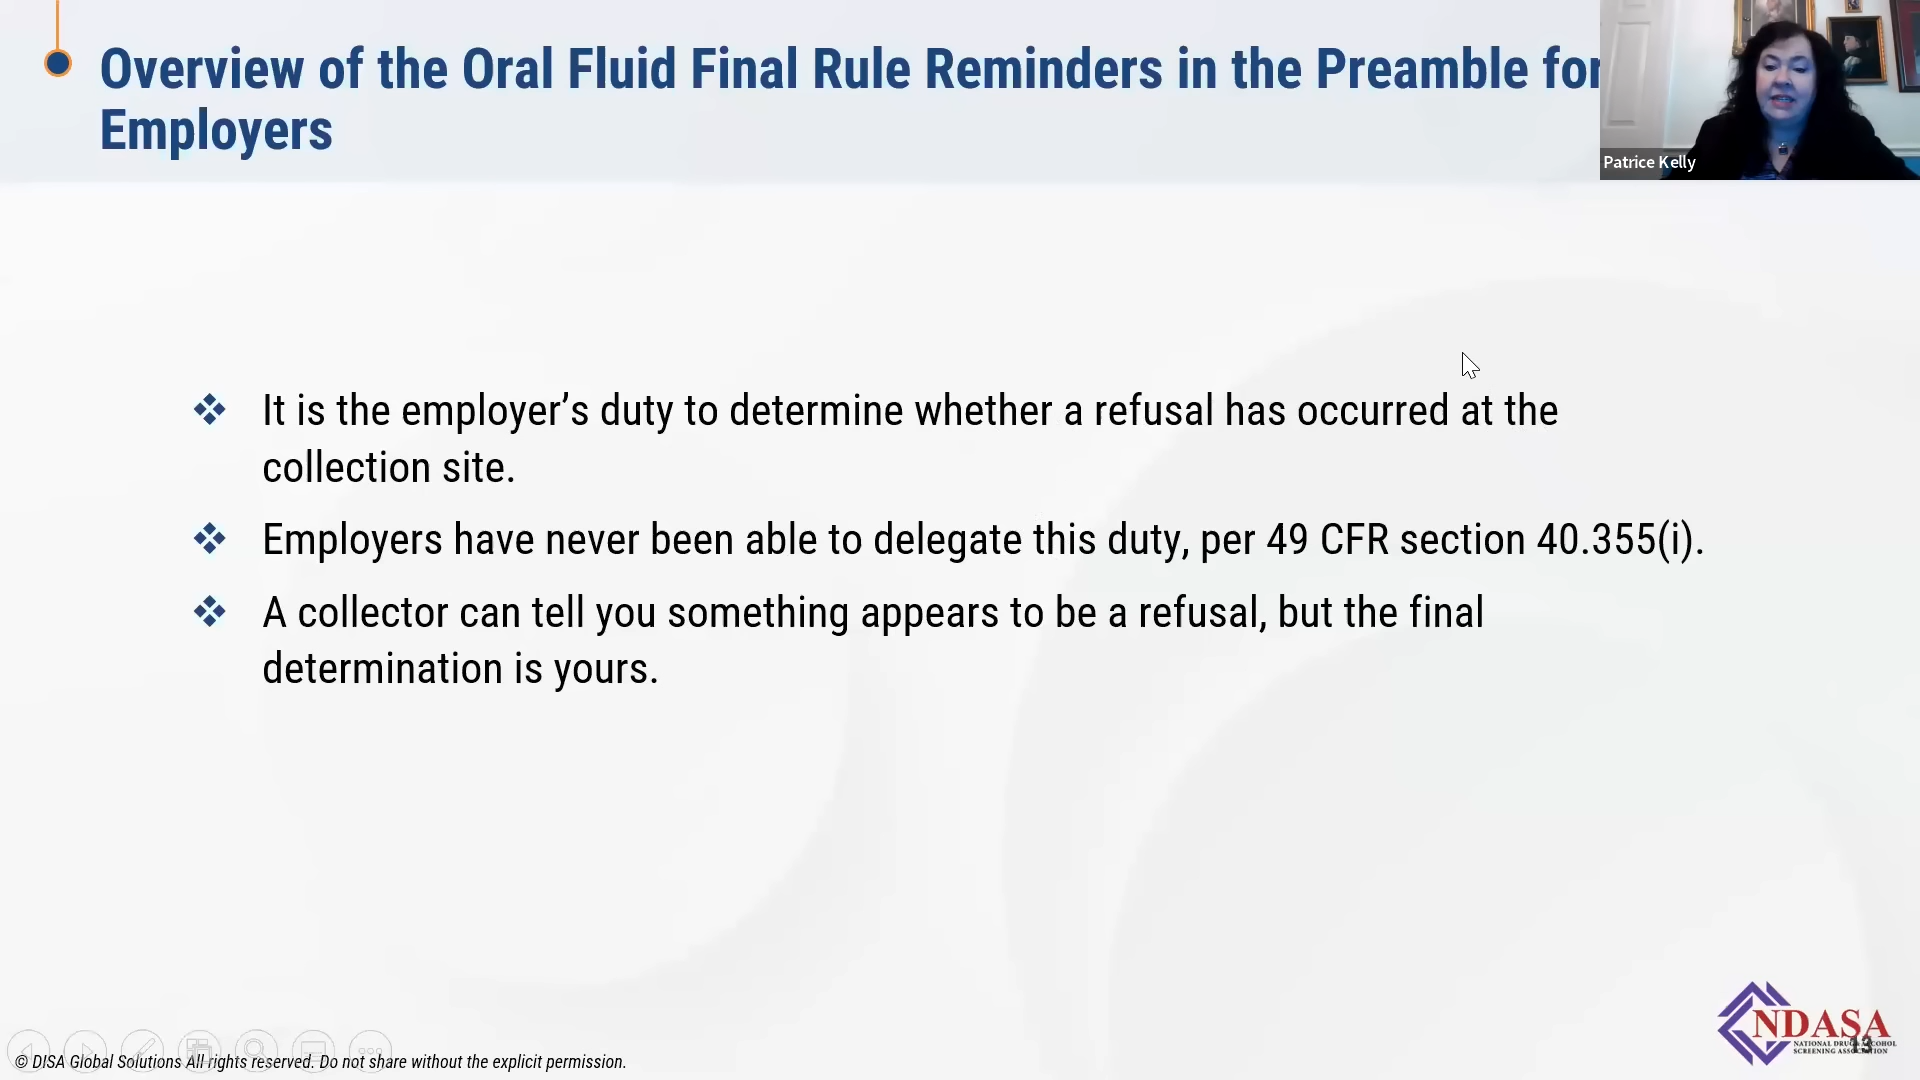 Overview of the Oral Fluid Final Rule Reminders in the Preamble for
Employers
Patrice Kelly
It is the employer’s duty to determine whether a refusal has occurred at the
collection site.
Employers have never been able to delegate this duty, per 49 CFR section 40.355(i).
A collector can tell you something appears to be a refusal, but the final
determination is yours.
© DISA Global Solutions All rights reserved. Do not share without the explicit permission.
NDASA
NATIONAL DRUG & ALCOHOL
SCREENING ASSOCIATION
13